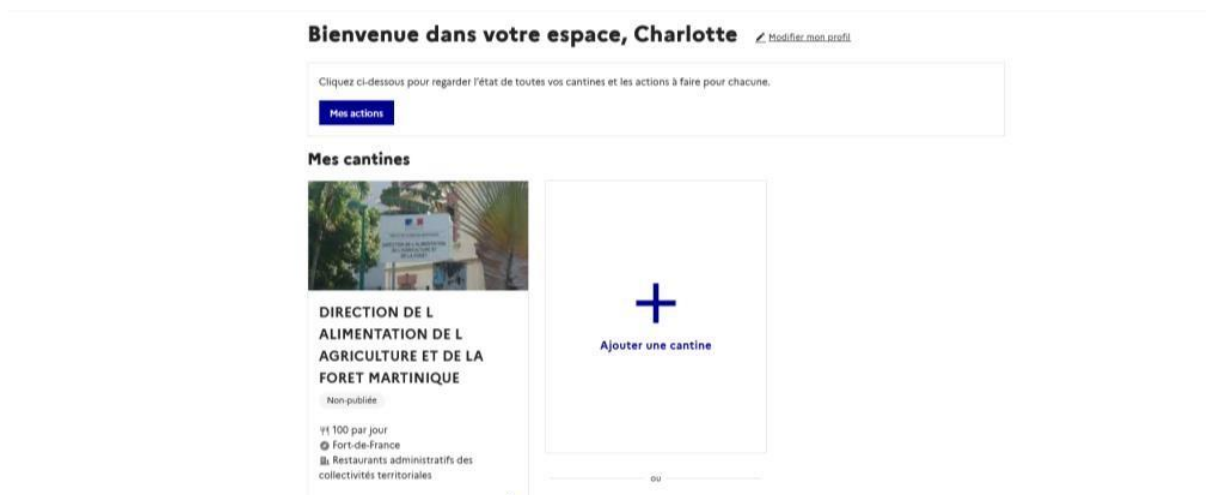 Bienvenue dans votre espace, Charlotte
Modifier mon profil
Cliquez ci-dessous pour regarder l'état de toutes vos cantines et les actions à faire pour chacune.
Mes actions
Mes cantines
DIRECTION DE L
ALIMENTATION DE L
AGRICULTURE ET DE LA
FORET MARTINIQUE
Non-publiée
100 par jour
Fort-de-France
Restaurants administratifs des
collectivités territoriales
Ajouter une cantine
ou